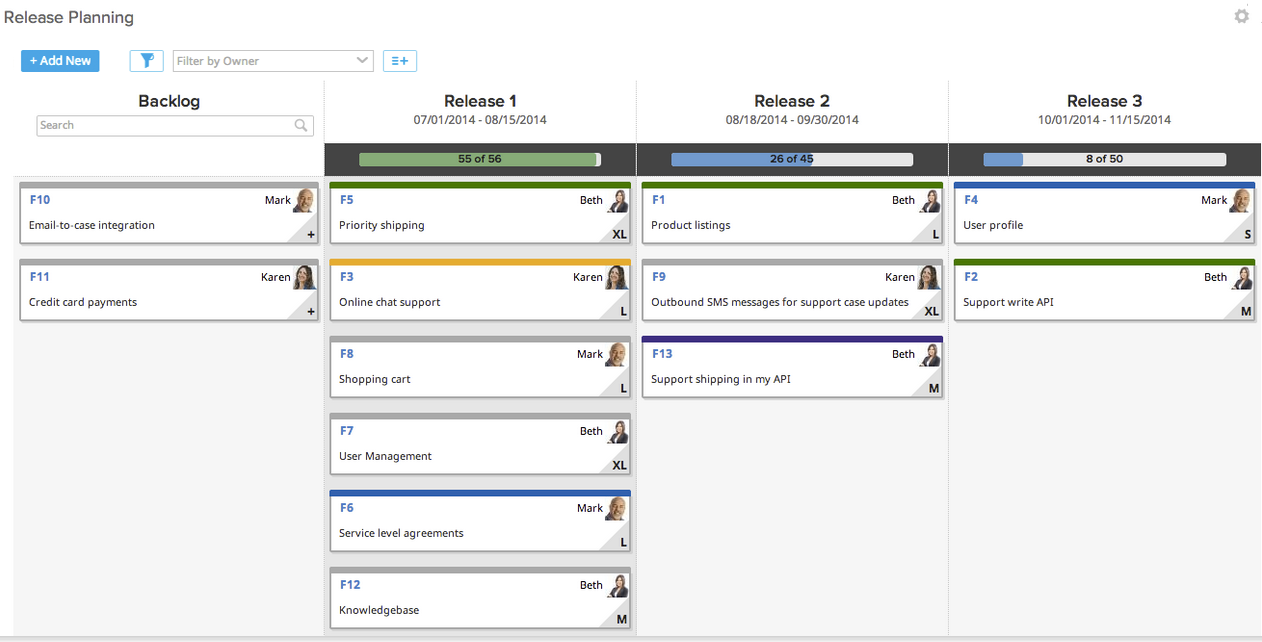 Release Planning
+ Add New
Filter by Owner
Backlog
Search
F10
Mark
Email-to-case integration
+
F11
Karen
Credit card payments
+
Release 1
07/01/2014 - 08/15/2014
55 of 56
F5
Beth
Priority shipping
XL
F3
Karen
Online chat support
L
F8
Mark
Shopping cart
L
F7
Beth
User Management
XL
F6
Mark
Service level agreements
L
F12
Beth
Knowledgebase
M
Release 2
08/18/2014 - 09/30/2014
26 of 45
F1
Beth
Product listings
L
F9
Karen
Outbound SMS messages for support case updates
XL
F13
Beth
Support shipping in my API
M
Release 3
10/01/2014 - 11/15/2014
8 of 50
F4
Mark
User profile
S
F2
Beth
Support write API
M